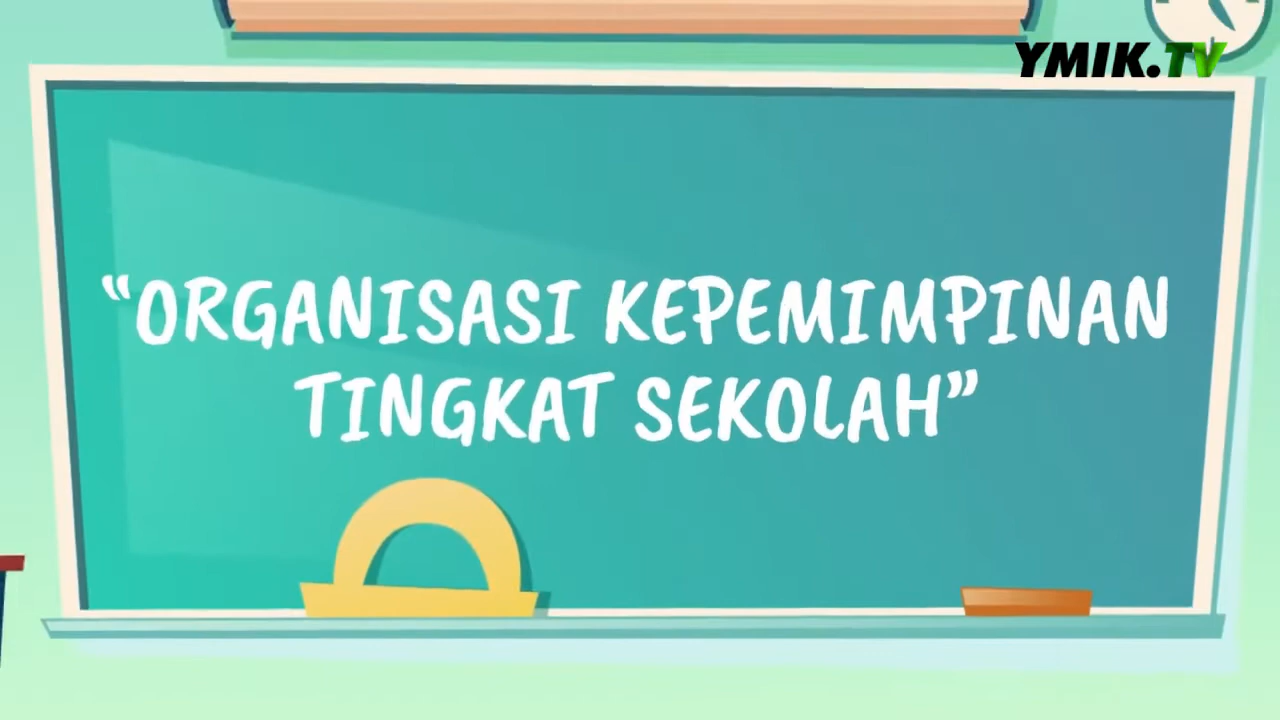 YMIK.TV
“ORGANISASI KEPEMIMPINAN
TINGKAT SEKOLAH”